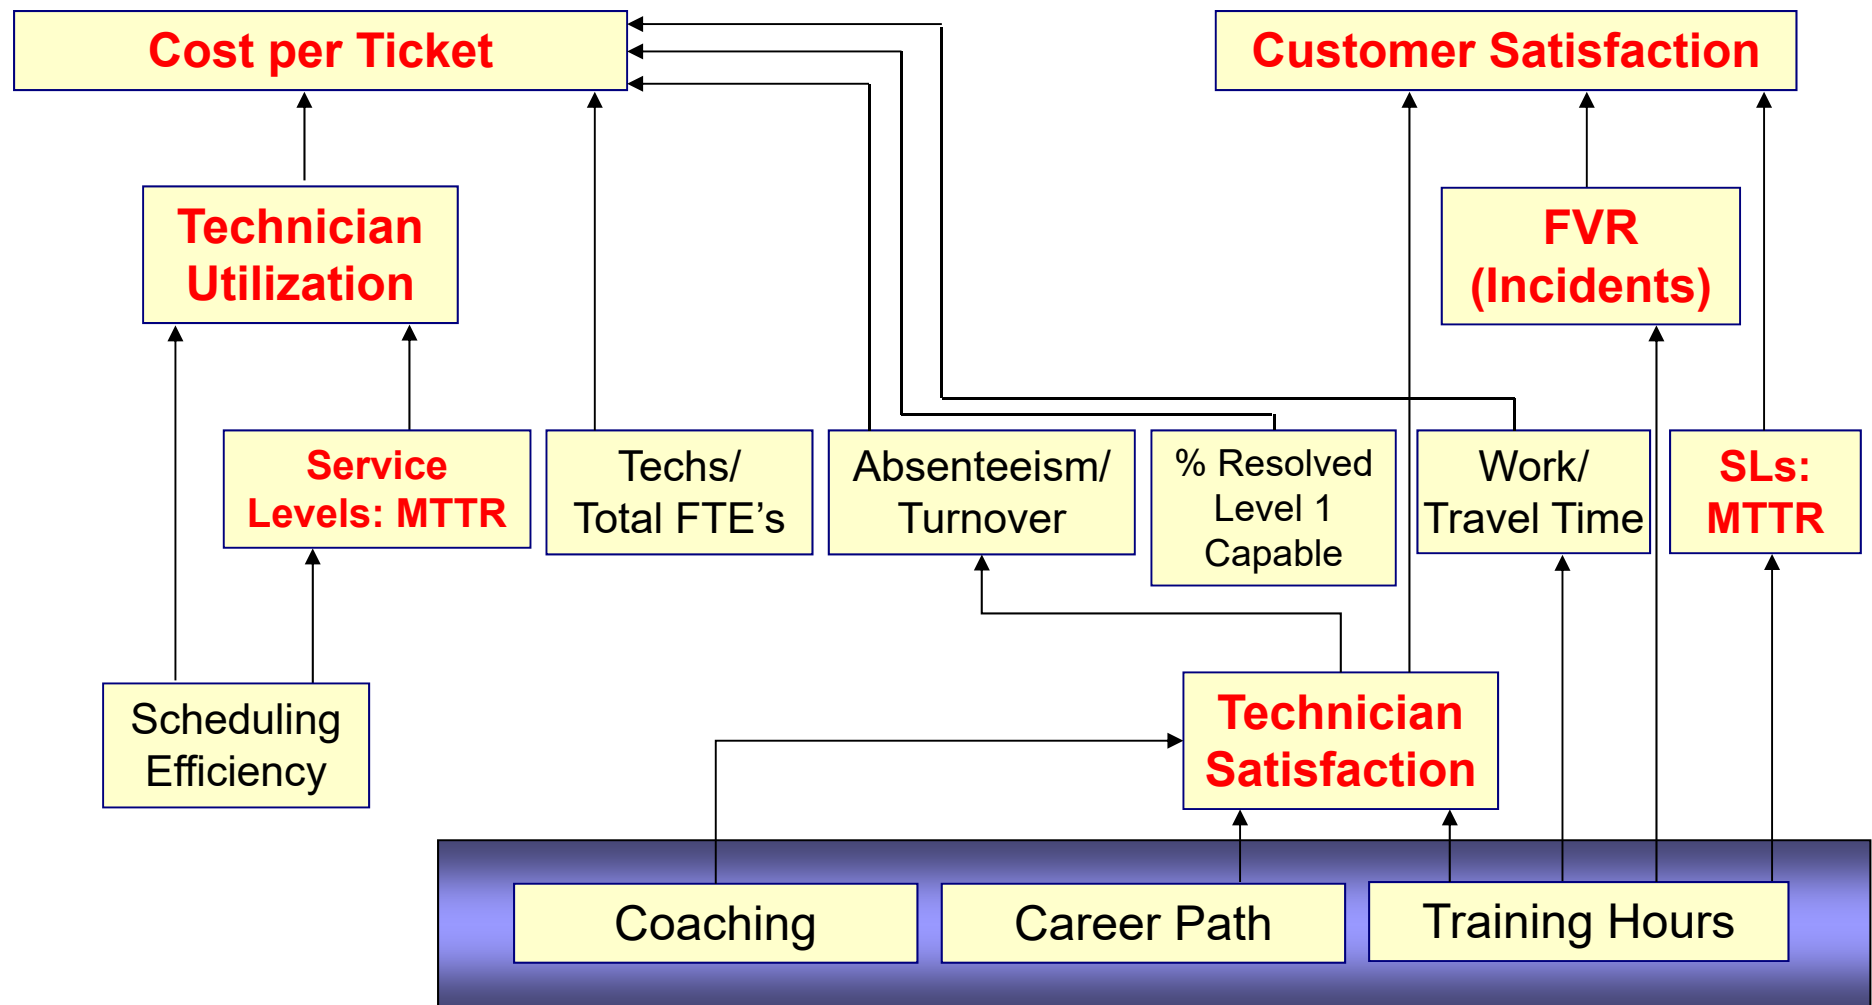 Cost per Ticket
Customer Satisfaction
Technician
Utilization
FVR
(Incidents)
Service
Levels: MTTR
Techs/
Total FTE’s
Absenteeism/
Turnover
% Resolved
Level 1
Capable
Work/
Travel Time
SLs:
MTTR
Scheduling
Efficiency
Technician
Satisfaction
Coaching
Career Path
Training Hours